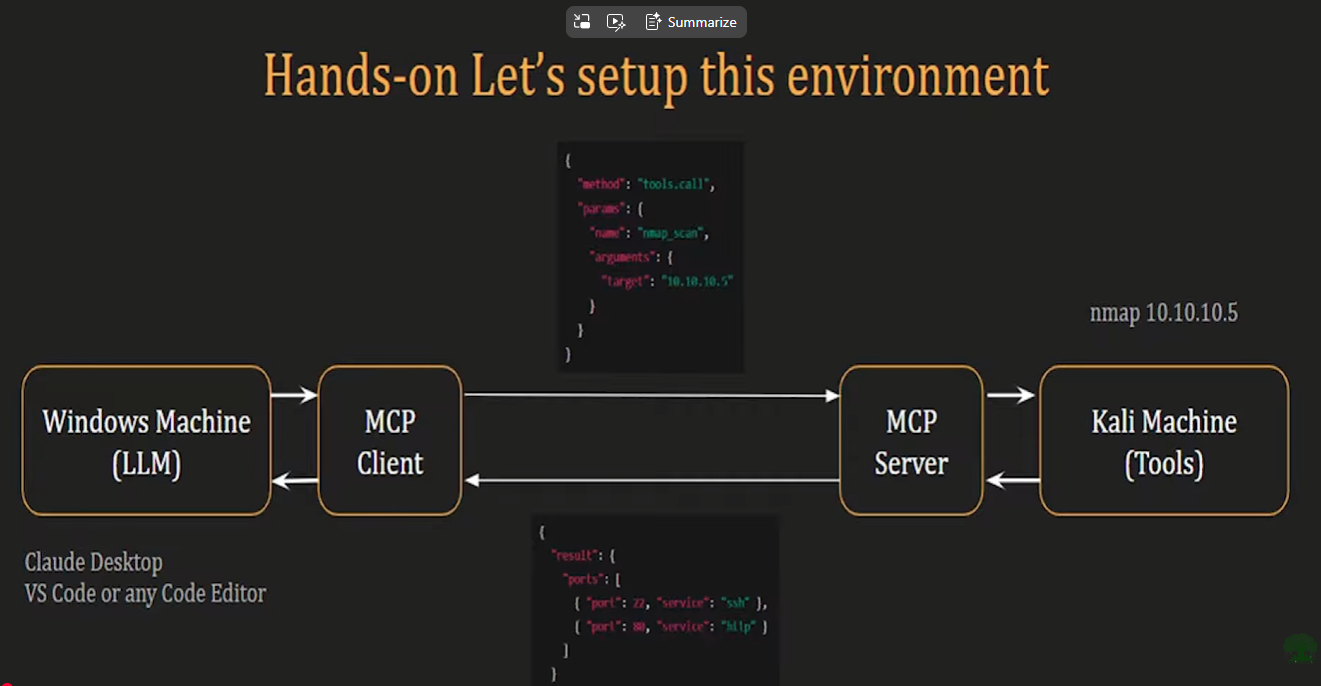 Summarize
Hands-on Let’s setup this environment
{
"method": "tools.call",
"params": {
"name": "nmap_scan",
"arguments": {
"target": "10.10.10.5"
}
}
}
nmap 10.10.10.5
Windows Machine
(LLM)
MCP
Client
MCP
Server
Kali Machine
(Tools)
Claude Desktop
VS Code or any Code Editor
{
"result": {
"ports": [
{ "port": 22, "service": "ssh" },
{ "port": 80, "service": "http" }
]
}